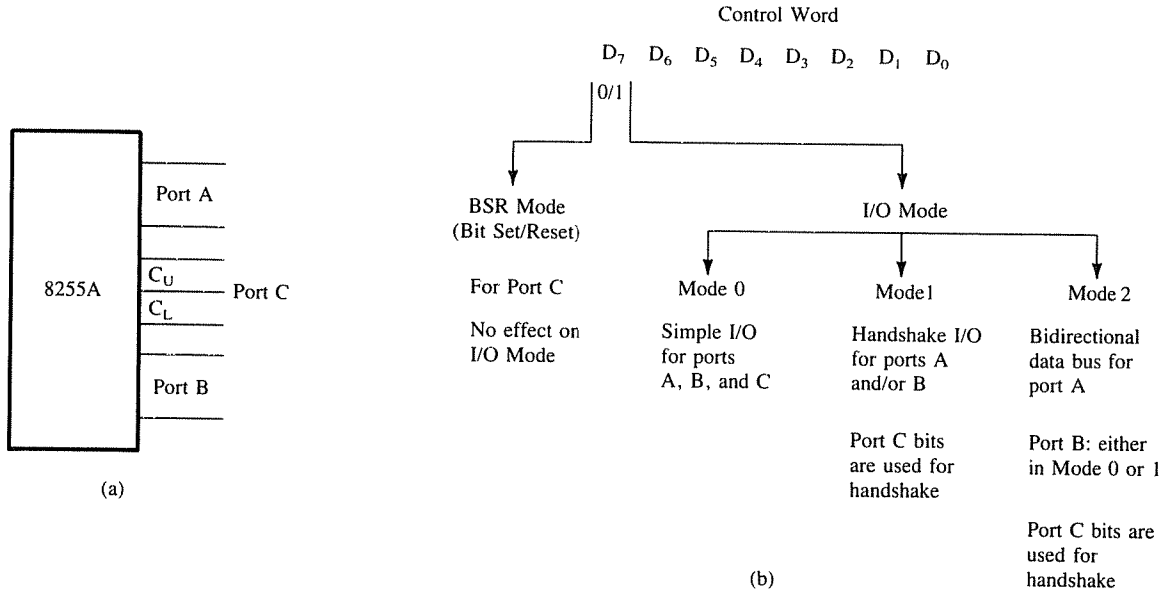 Control Word
D7 D6 D5 D4 D3 D2 D1 D0
0/1
Port A
8255A
CU
CL
Port C
Port B
(a)
BSR Mode
(Bit Set/Reset)
For Port C
No effect on
I/O Mode
I/O Mode
Mode 0
Simple I/O
for ports
A, B, and C
Mode1
Handshake I/O
for ports A
and/or B
Port C bits
are used for
handshake
Mode 2
Bidirectional
data bus for
port A
Port B: either
in Mode 0 or 1
Port C bits are
used for
handshake
(b)